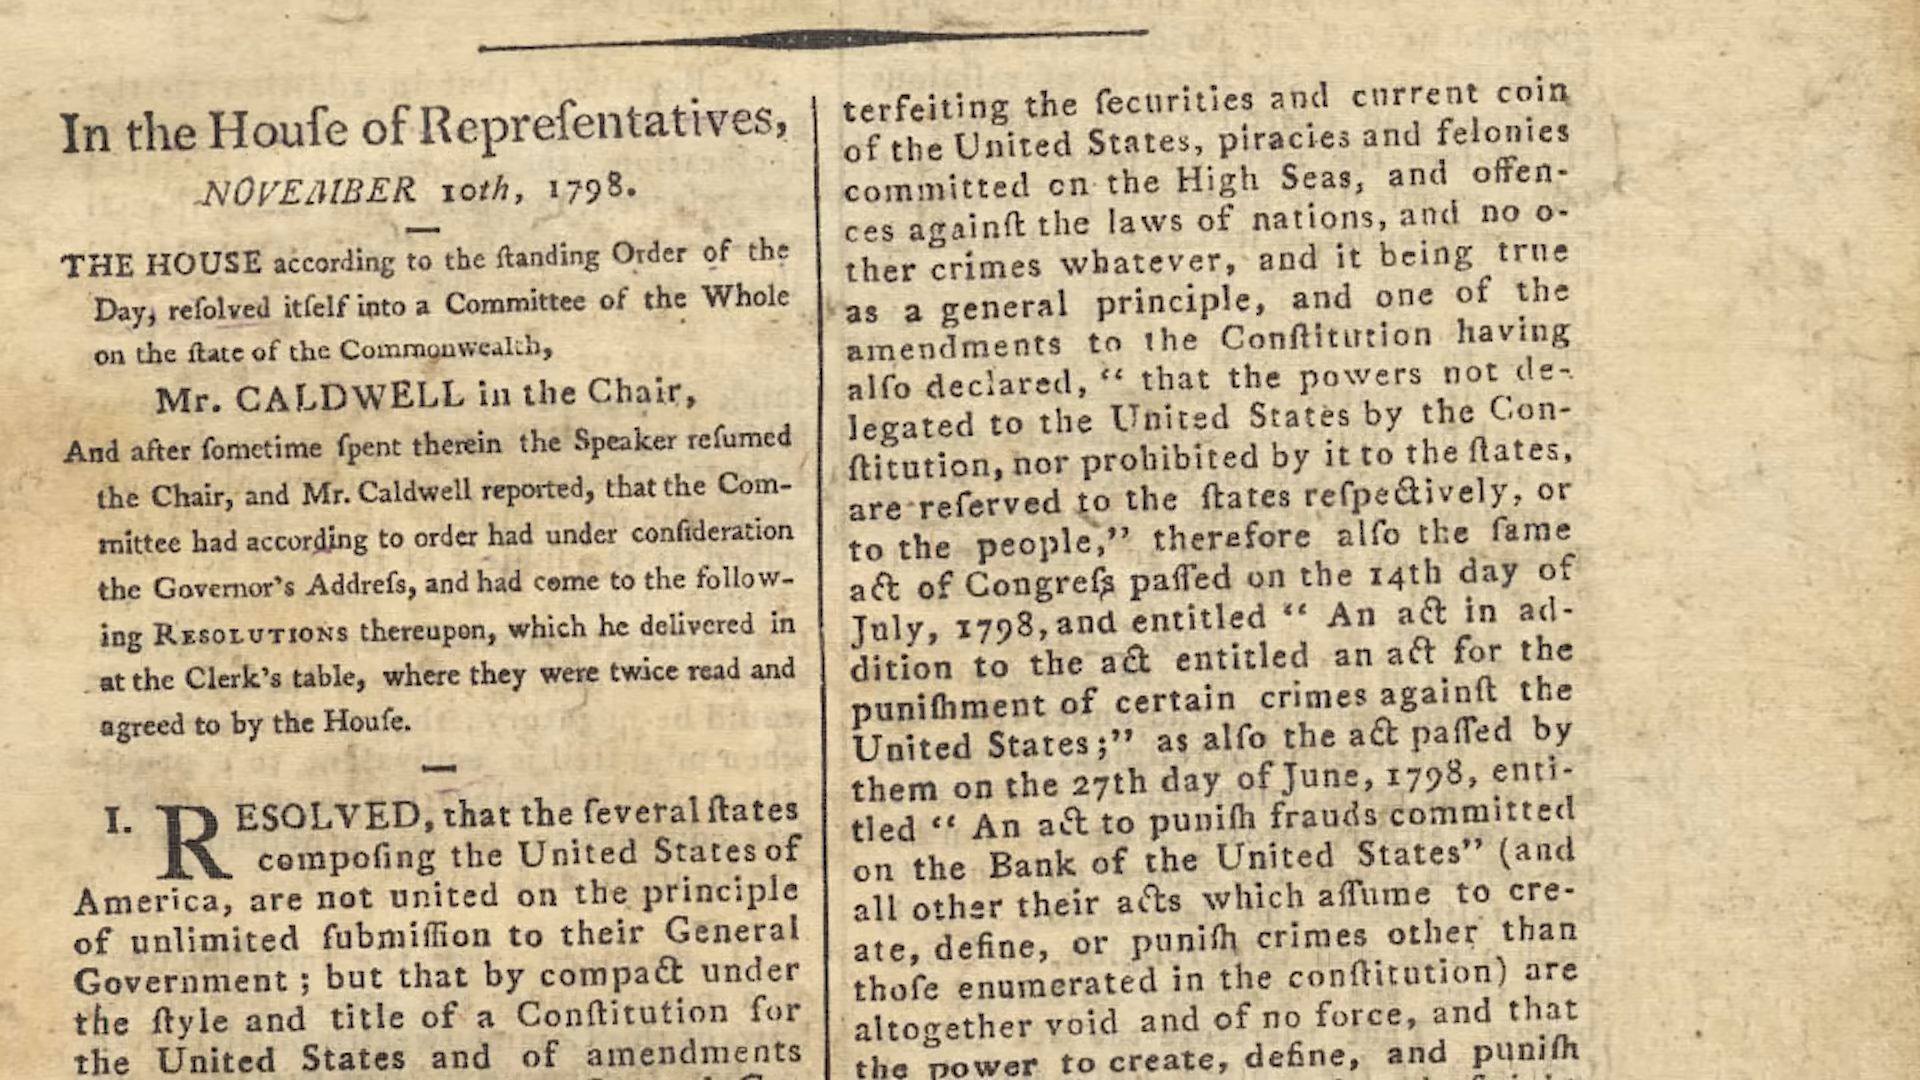 In the Houſe of Repreſentatives,
NOVEMBER 10th, 1798.
THE HOUSE according to the ſtanding Order of the
Day, reſolved itſelf into a Committee of the Whole
on the ſtate of the Commonwealth,
Mr. CALDWELL in the Chair,
And after ſometime ſpent therein the Speaker reſumed
the Chair, and Mr. Caldwell reported, that the Com-
mittee had according to order had under conſideration
the Governor's Addreſs, and had come to the follow-
ing RESOLUTIONS thereupon, which he delivered in
at the Clerk's table, where they were twice read and
agreed to by the Houſe.
I. RESOLVED, that the ſeveral ſtates
compoſing the United States of
America, are not united on the principle
of unlimited ſubmiſſion to their General
Government ; but that by compact under
the ſtyle and title of a Conſtitution for
the United States and of amendments
terfeiting the ſecurities and current coin
of the United States, piracies and felonies
committed on the High Seas, and offen-
ces againſt the laws of nations, and no o-
ther crimes whatever, and it being true
as a general principle, and one of the
amendments to the Conſtitution having
alſo declared, “ that the powers not de-
legated to the United States by the Con-
ſtitution, nor prohibited by it to the ſtates,
are reſerved to the ſtates reſpectively, or
to the people,” therefore alſo the ſame
act of Congreſs paſſed on the 14th day of
July, 1798, and entitled “ An act in ad-
dition to the act entitled an act for the
puniſhment of certain crimes againſt the
United States ;” as alſo the act paſſed by
them on the 27th day of June, 1798, enti-
tled “ An act to puniſh frauds committed
on the Bank of the United States” (and
all other their acts which aſſume to cre-
ate, define, or puniſh crimes other than
thoſe enumerated in the conſtitution) are
altogether void and of no force, and that
the power to create, define, and puniſh